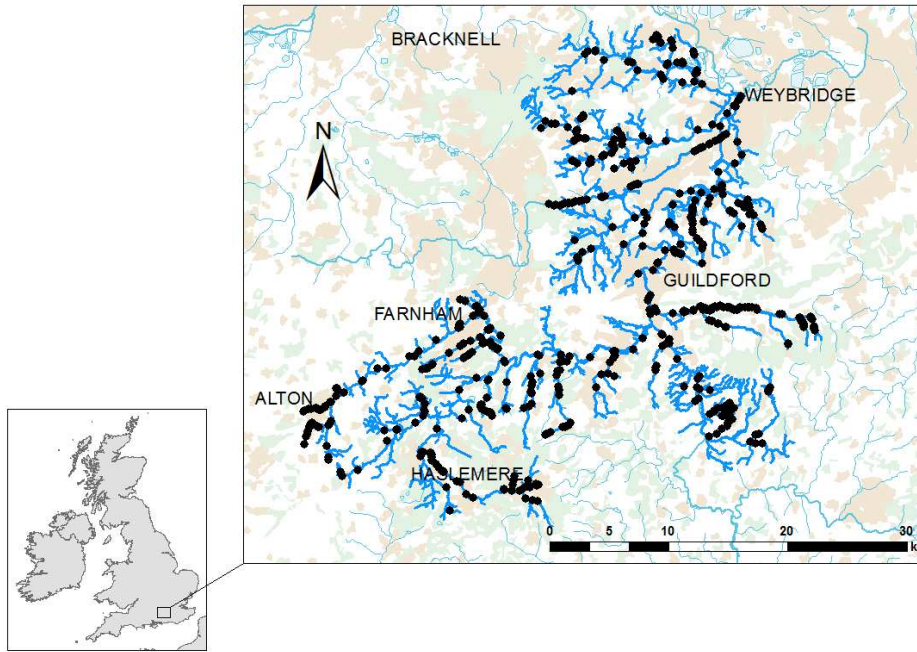 BRACKNELL
WEYBRIDGE
N
GUILDFORD
FARNHAM
ALTON
HASLEMERE
0 5 10 20 30